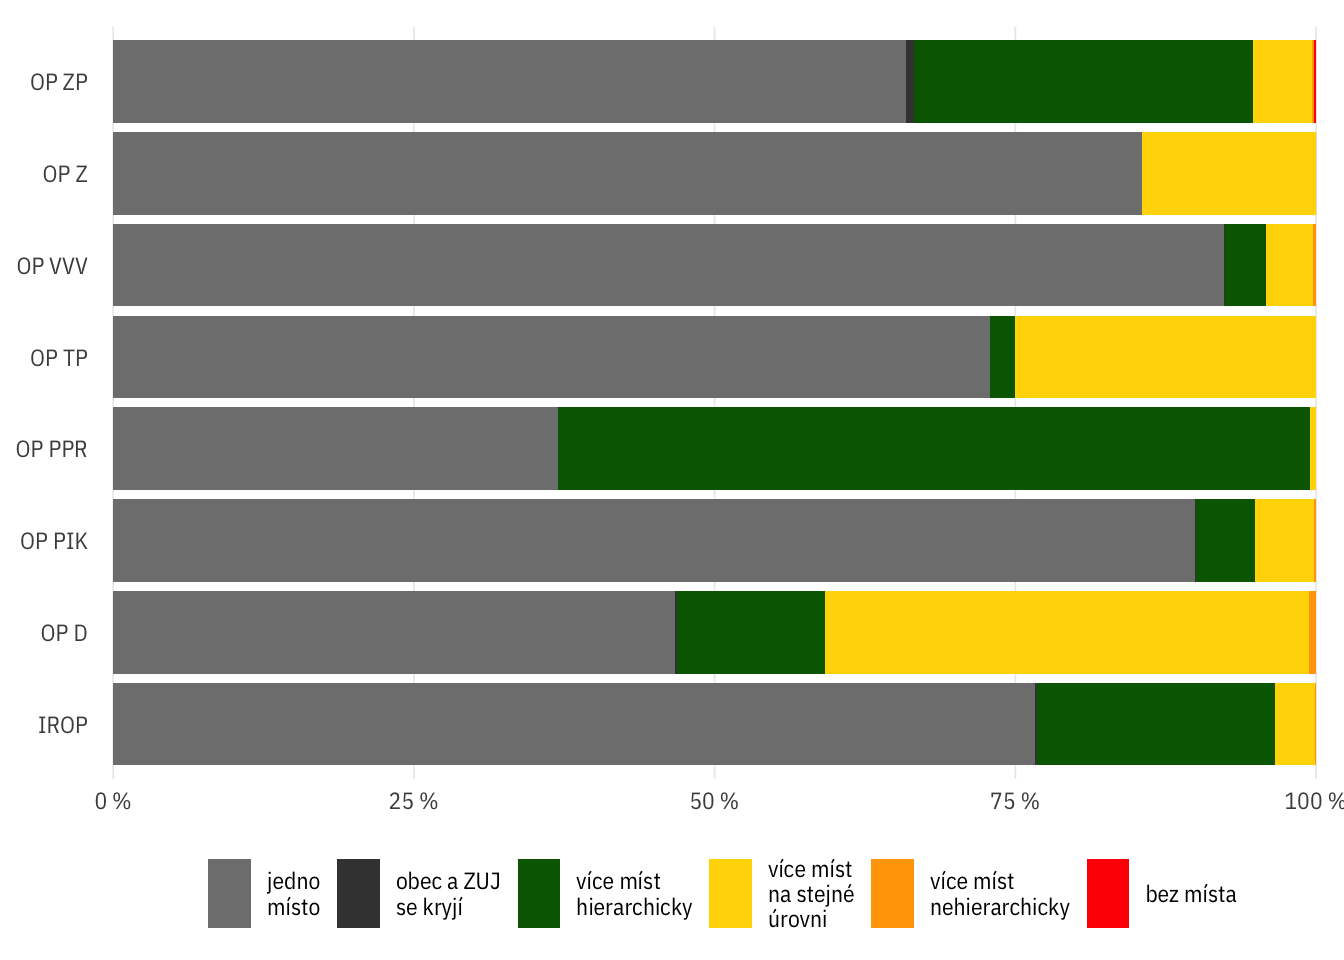 OP ZP
OP Z
OP VVV
OP TP
OP PPR
OP PIK
OP D
IROP
0 %
25 %
50 %
75 %
100 %
jedno
místo
obec a ZUJ
se kryjí
více míst
hierarchicky
více míst
na stejné
úrovni
více míst
nehierarchicky
bez místa